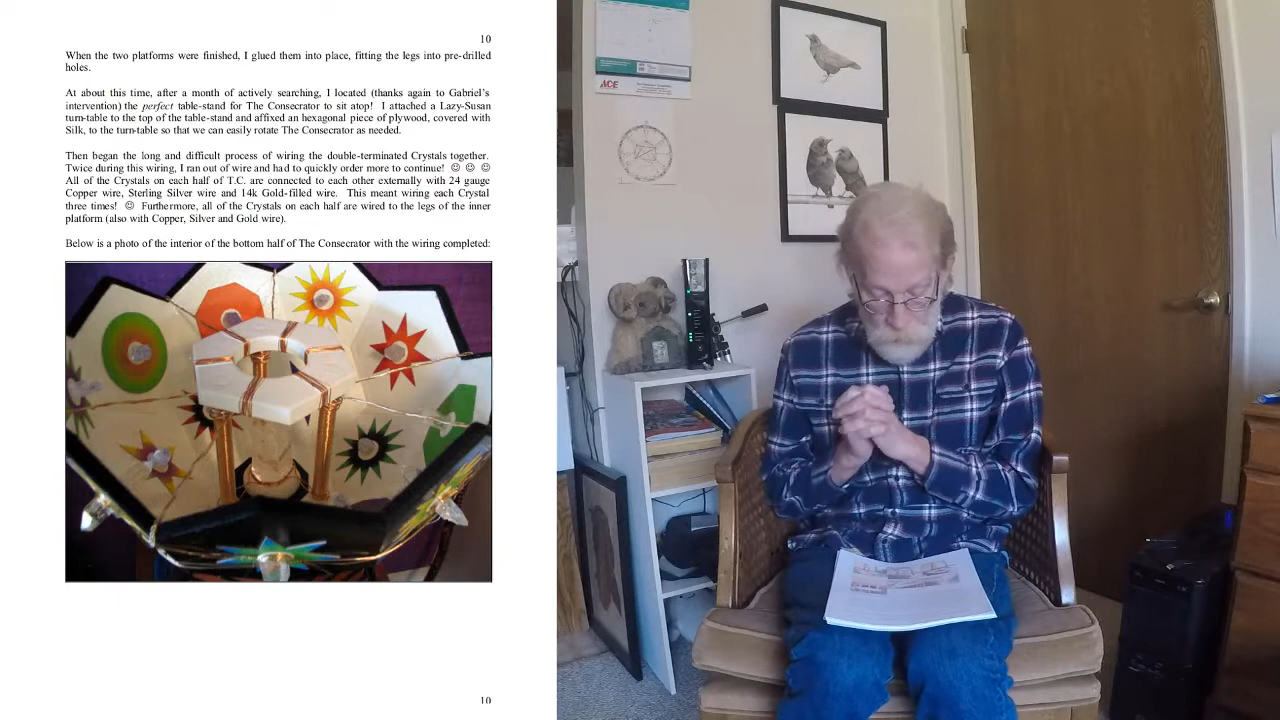 10
When the two platforms were finished, I glued them into place, fitting the legs into pre-drilled
holes.
At about this time, after a month of actively searching, I located (thanks again to Gabriel's
intervention) the perfect table-stand for The Consecrator to sit atop! I attached a Lazy-Susan
turn-table to the top of the table-stand and affixed an hexagonal piece of plywood, covered with
Silk, to the turn-table so that we can easily rotate The Consecrator as needed.
Then began the long and difficult process of wiring the double-terminated Crystals together.
Twice during this wiring, I ran out of wire and had to quickly order more to continue! ☺ ☺ ☺
All of the Crystals on each half of T.C. are connected to each other externally with 24 gauge
Copper wire, Sterling Silver wire and 14k Gold-filled wire. This meant wiring each Crystal
three times! ☺ Furthermore, all of the Crystals on each half are wired to the legs of the inner
platform (also with Copper, Silver and Gold wire).
Below is a photo of the interior of the bottom half of The Consecrator with the wiring completed:
10
ACE